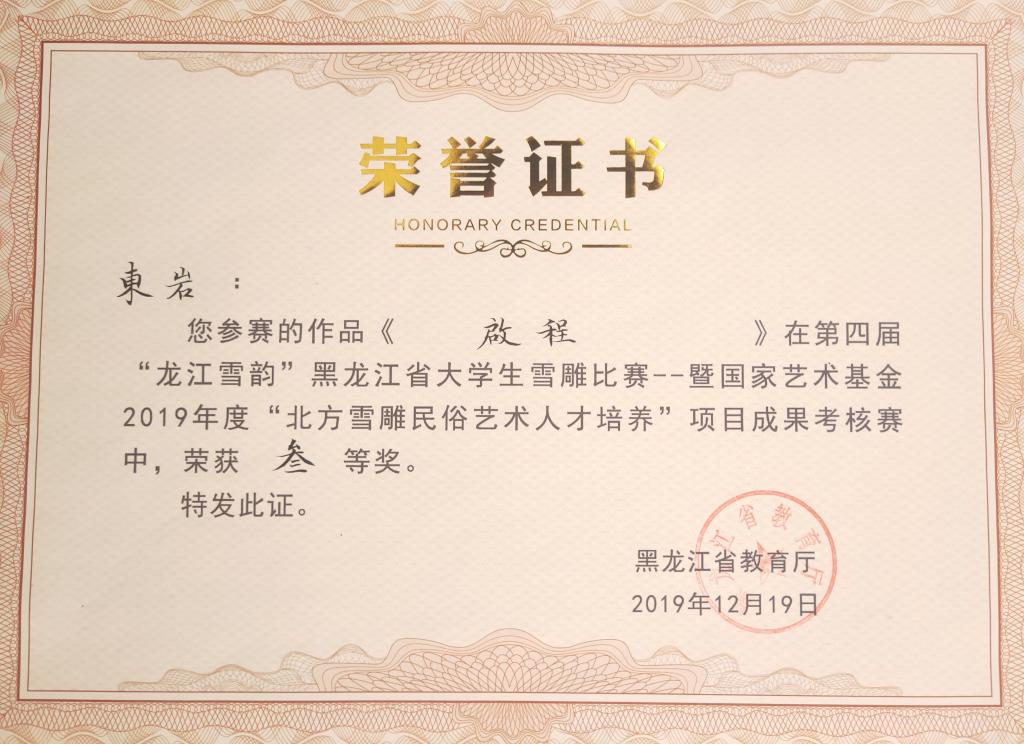 荣誉证书
HONORARY CREDENTIAL
東岩：
您参赛的作品《 啟程 》在第四届
“龙江雪韵”黑龙江省大学生雪雕比赛--暨国家艺术基金
2019年度“北方雪雕民俗艺术人才培养”项目成果考核赛
中，荣获 叁 等奖。
特发此证。
黑龙江省教育厅
2019年12月19日